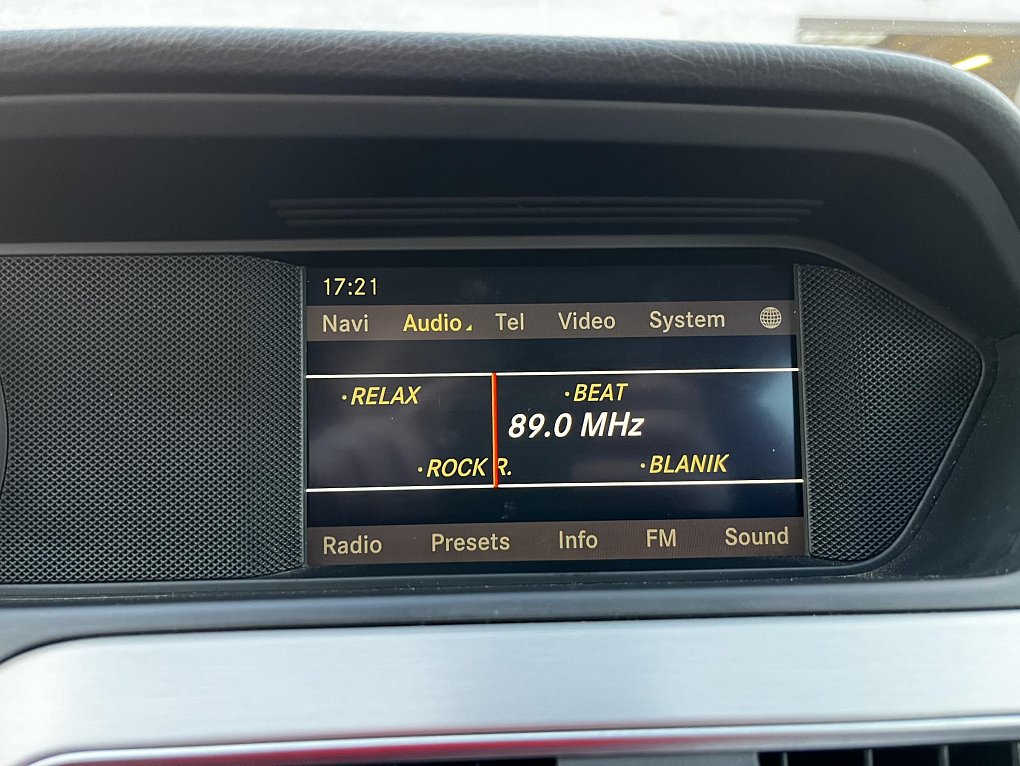 17:21
Navi Audio Tel Video System
RELAX BEAT
89.0 MHz
ROCK R. BLANIK
Radio Presets Info FM Sound